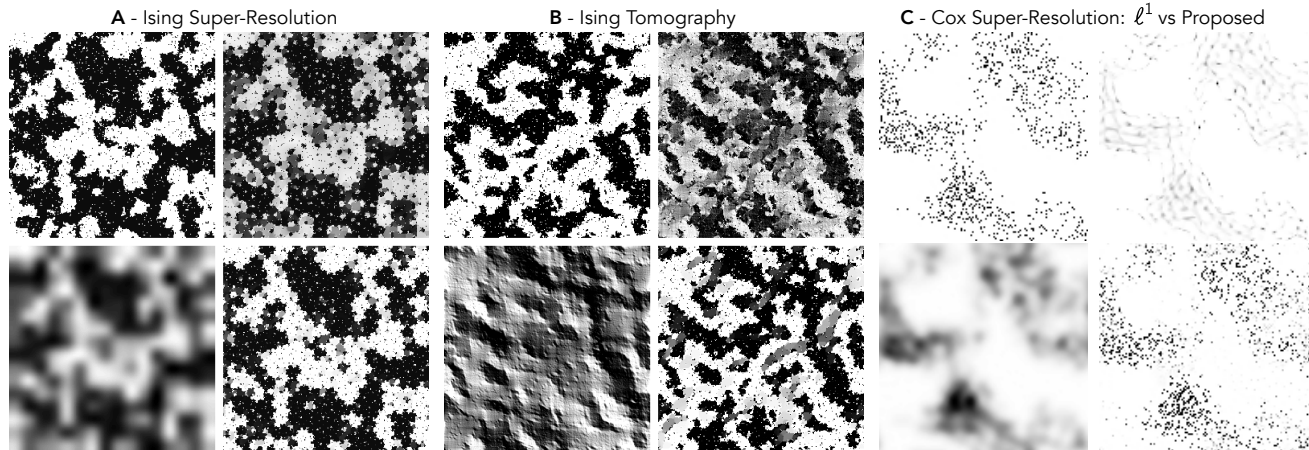 A - Ising Super-Resolution
B - Ising Tomography
C - Cox Super-Resolution: ℓ¹ vs Proposed